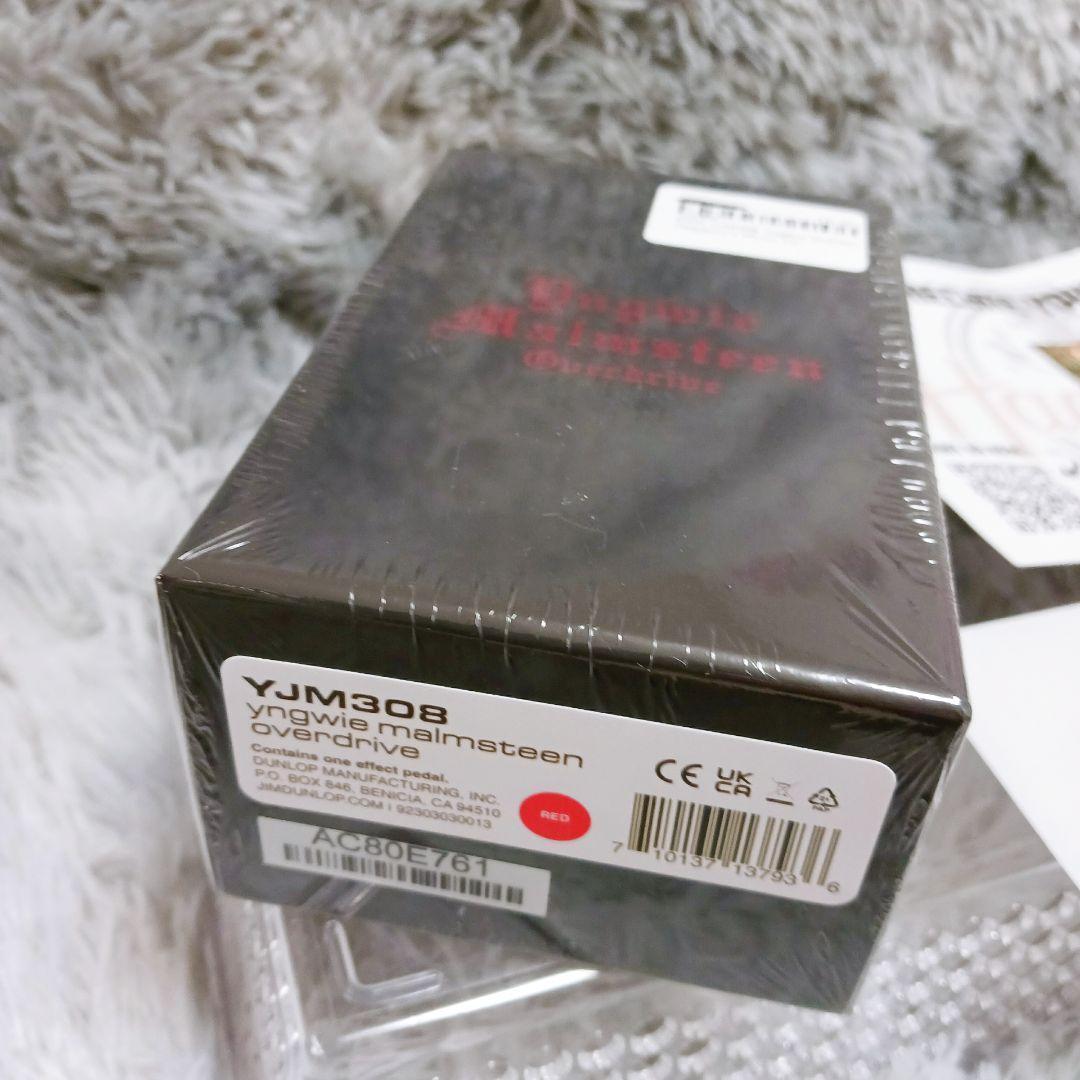 Yngwie
Malmsteen
Overdrive
YJM308
yngwie malmsteen
overdrive
Contains one effect pedal.
DUNLOP MANUFACTURING, INC.
P.O. BOX 846, BENICIA, CA 94510
JIMDUNLOP.COM | 92303030013
RED
CE UK
CA
7 10137 13793 6
AC80E761